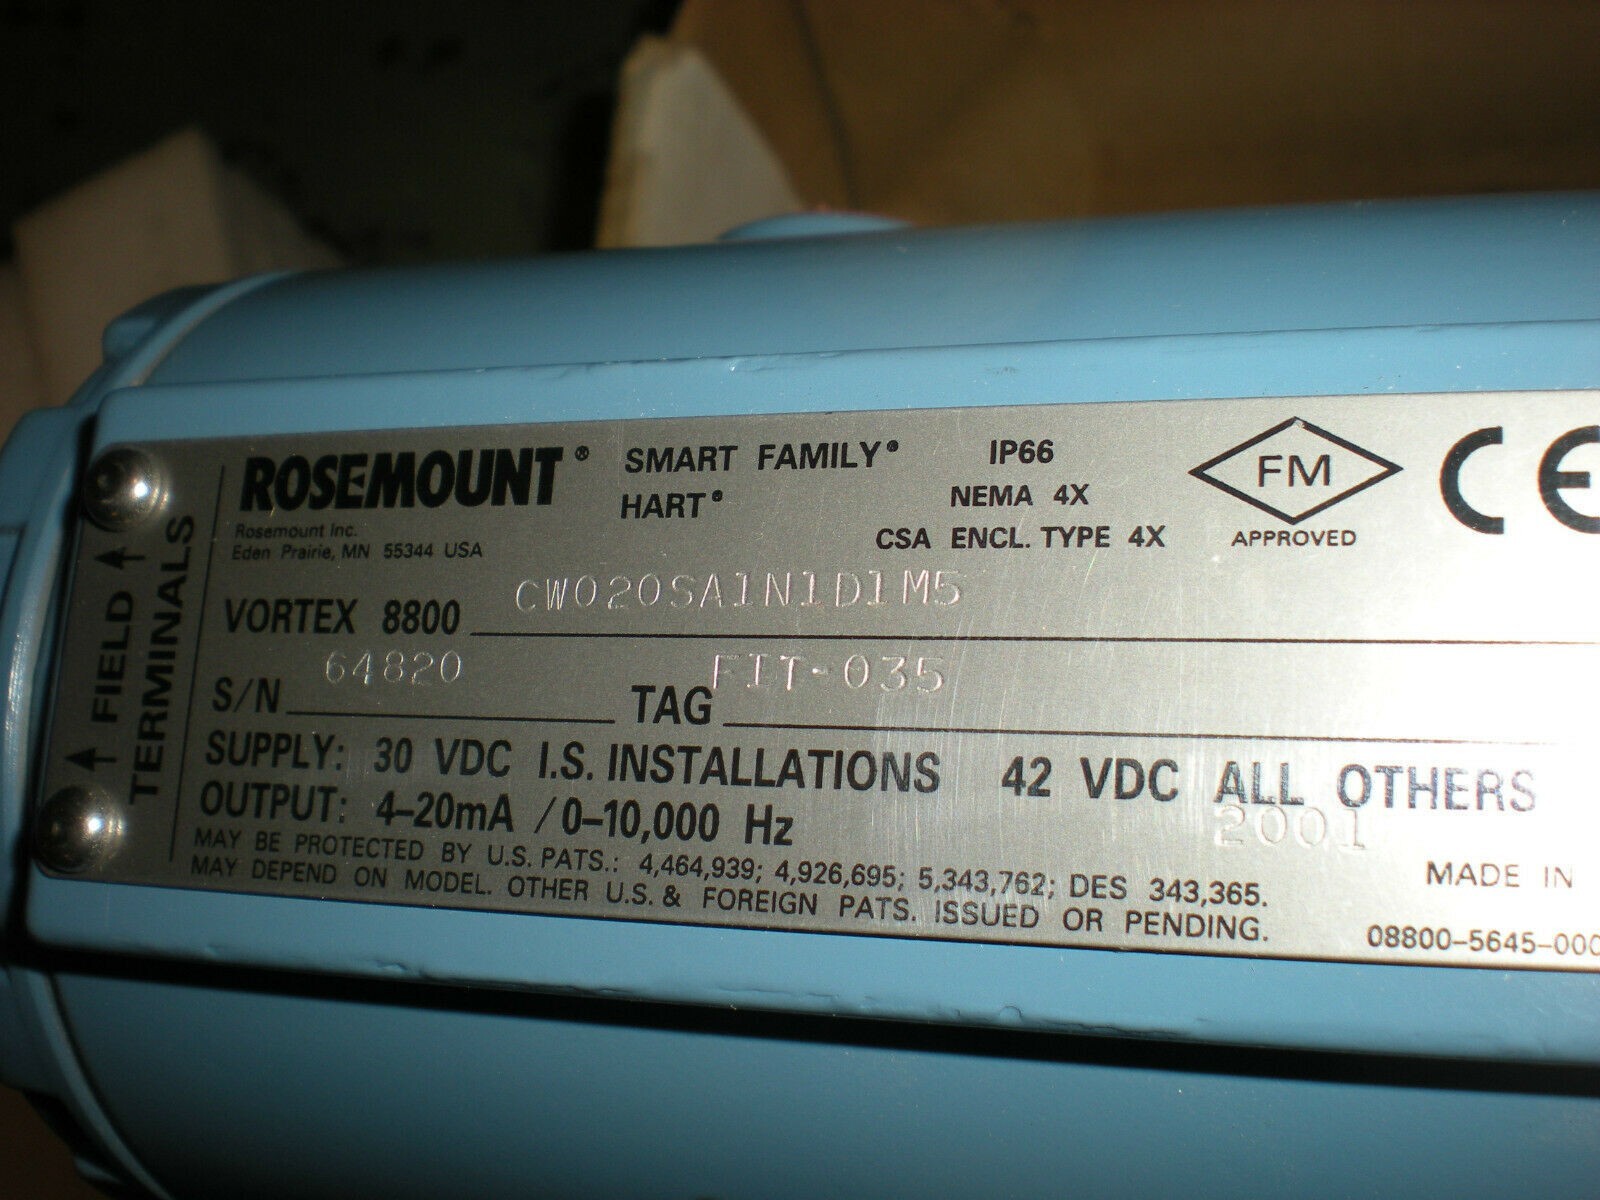 ROSEMOUNT® SMART FAMILY® IP66
HART® NEMA 4X
FM
CE
Rosemount Inc. CSA ENCL. TYPE 4X APPROVED
Eden Prairie, MN 55344 USA
VORTEX 8800 CW020SA1N1D1M5
S/N 64820 TAG FIT-035
SUPPLY: 30 VDC I.S. INSTALLATIONS 42 VDC ALL OTHERS
OUTPUT: 4-20mA / 0-10,000 Hz 2001
MAY BE PROTECTED BY U.S. PATS.: 4,464,939; 4,926,695; 5,343,762; DES 343,365.
MAY DEPEND ON MODEL. OTHER U.S. & FOREIGN PATS. ISSUED OR PENDING.
MADE IN
08800-5645-000
FIELD
TERMINALS